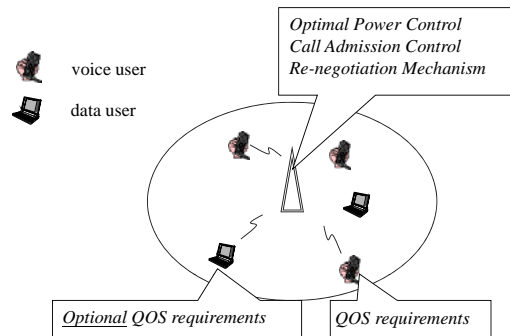 Optimal Power Control
Call Admission Control
Re-negotiation Mechanism
voice user
data user
Optional QOS requirements
QOS requirements